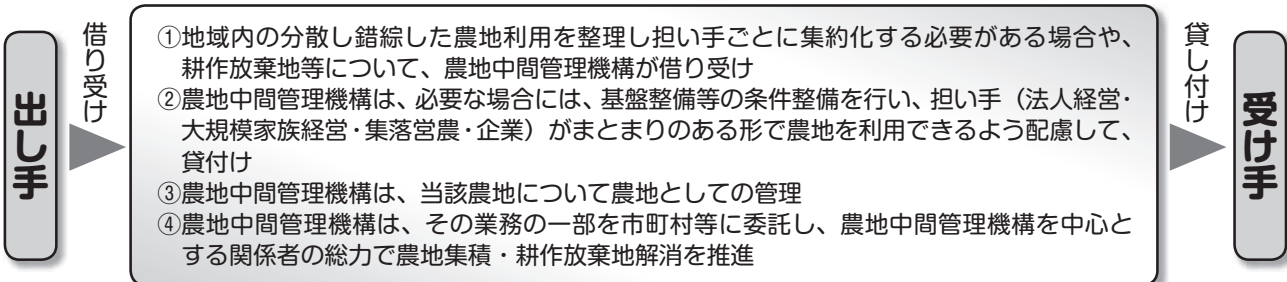 出し手
借り受け
①地域内の分散し錯綜した農地利用を整理し担い手ごとに集約化する必要がある場合や、
耕作放棄地等について、農地中間管理機構が借り受け
②農地中間管理機構は、必要な場合には、基盤整備等の条件整備を行い、担い手（法人経営・
大規模家族経営・集落営農・企業）がまとまりのある形で農地を利用できるよう配慮して、
貸付け
③農地中間管理機構は、当該農地について農地としての管理
④農地中間管理機構は、その業務の一部を市町村等に委託し、農地中間管理機構を中心と
する関係者の総力で農地集積・耕作放棄地解消を推進
貸し付け
受け手